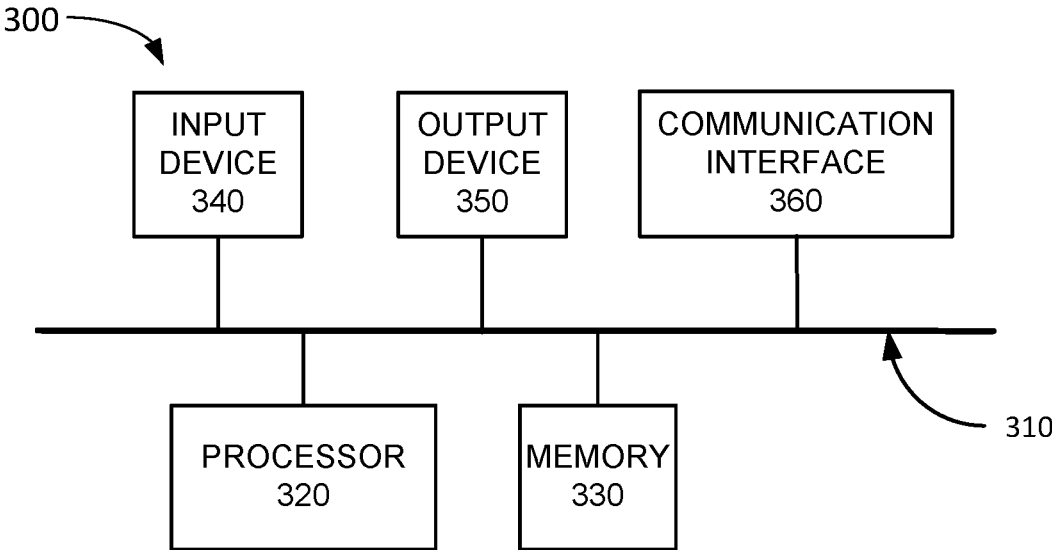 300
INPUT
DEVICE
340
OUTPUT
DEVICE
350
COMMUNICATION
INTERFACE
360
310
PROCESSOR
320
MEMORY
330